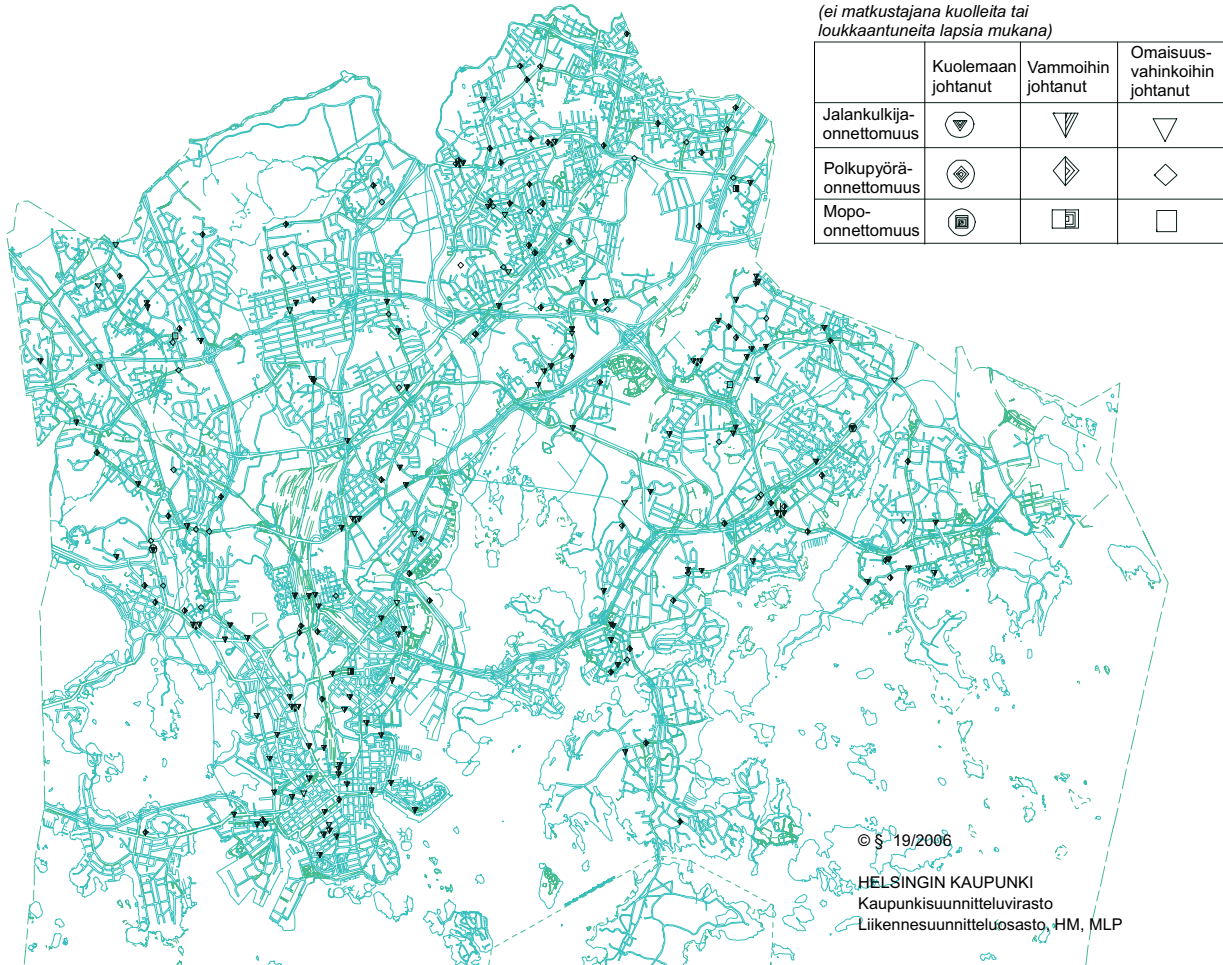 (ei matkustajana kuolleita tai
loukkaantuneita lapsia mukana)
Kuolemaan
johtanut
Vammoihin
johtanut
Omaisuus-
vahinkoihin
johtanut
Jalankulkija-
onnettomuus
Polkupyörä-
onnettomuus
Mopo-
onnettomuus
© § 19/2006
HELSINGIN KAUPUNKI
Kaupunkisuunnitteluvirasto
Liikennesuunnitteluosasto, HM, MLP